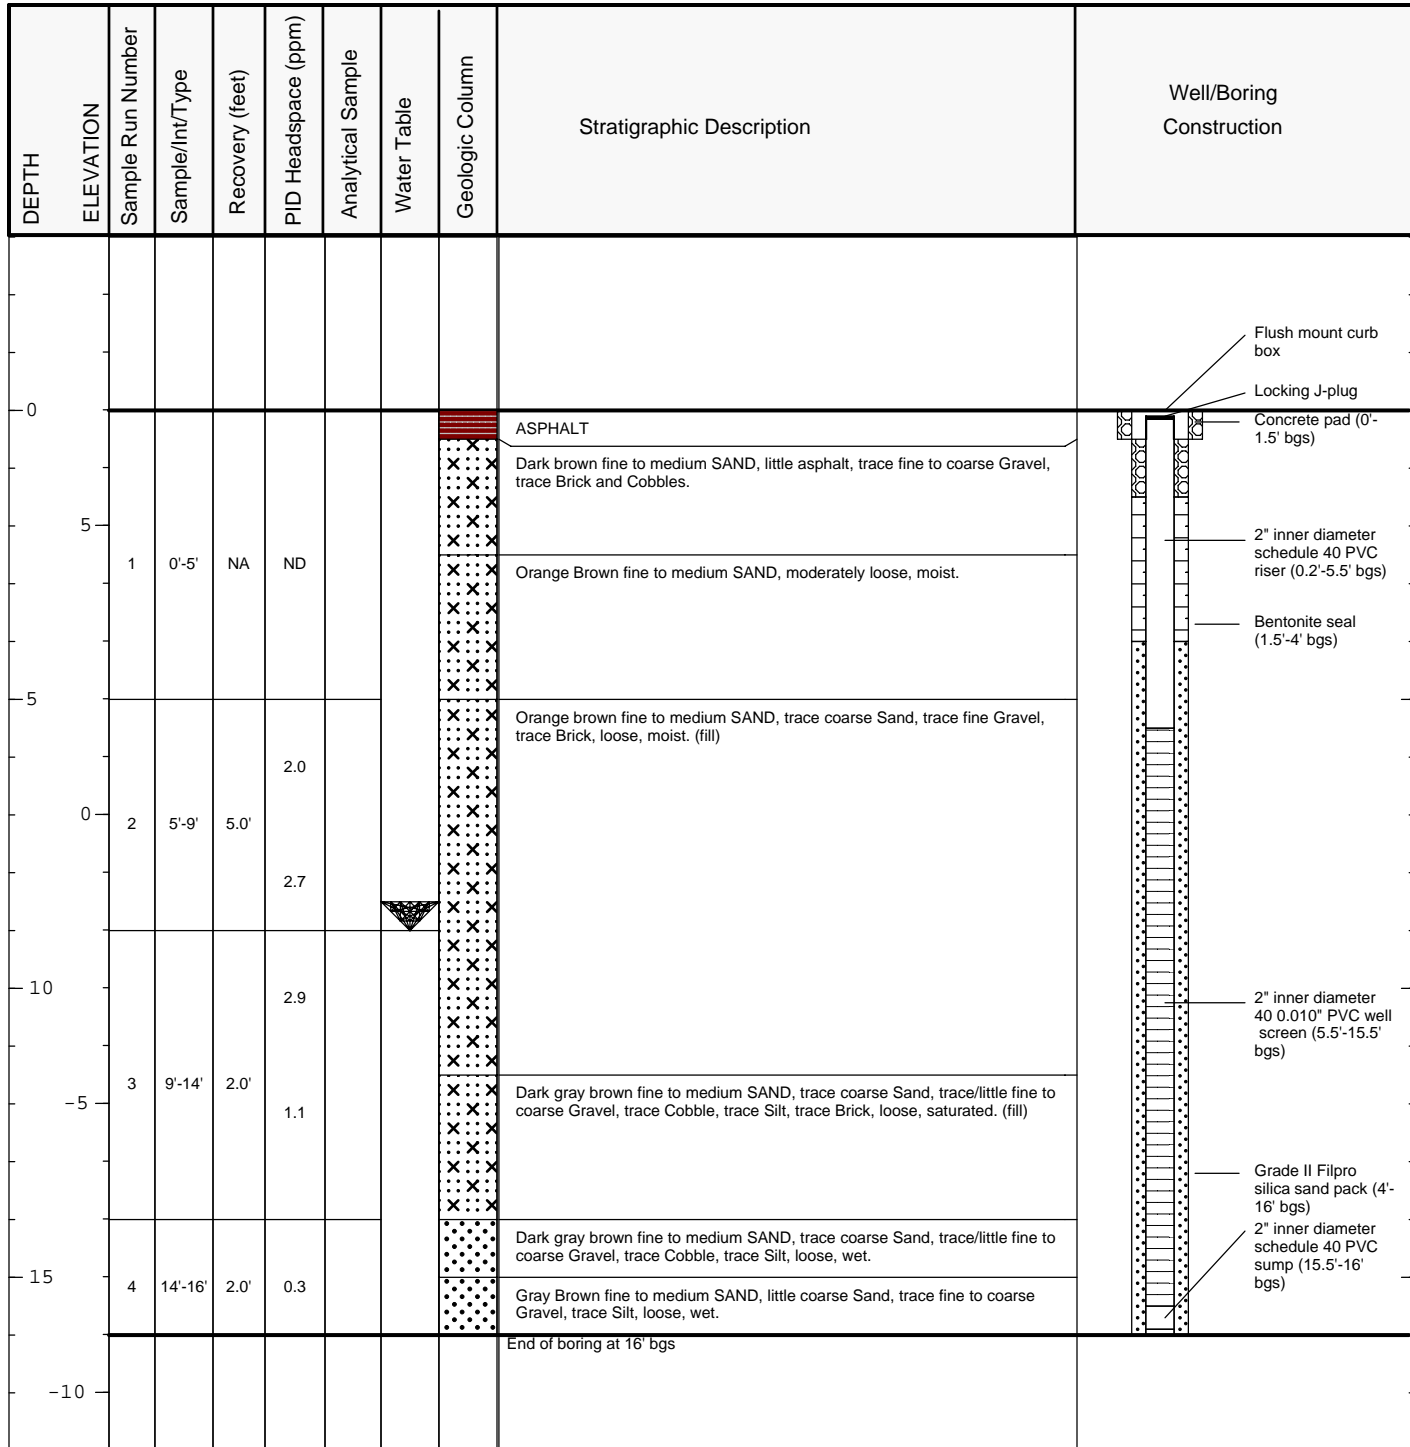 DEPTH
ELEVATION
Sample Run Number
Sample/Int/Type
Recovery (feet)
PID Headspace (ppm)
Analytical Sample
Water Table
Geologic Column
Stratigraphic Description
Well/Boring
Construction
Flush mount curb
box
Locking J-plug
0
ASPHALT
Concrete pad (0'-
1.5' bgs)
Dark brown fine to medium SAND, little asphalt, trace fine to coarse Gravel,
trace Brick and Cobbles.
5
2" inner diameter
schedule 40 PVC
riser (0.2'-5.5' bgs)
1 0'-5' NA ND
Orange Brown fine to medium SAND, moderately loose, moist.
Bentonite seal
(1.5'-4' bgs)
5
Orange brown fine to medium SAND, trace coarse Sand, trace fine Gravel,
trace Brick, loose, moist. (fill)
2.0
0
2 5'-9' 5.0'
2.7
10
2.9
2" inner diameter
40 0.010" PVC well
screen (5.5'-15.5'
bgs)
3 9'-14' 2.0'
-5
1.1
Dark gray brown fine to medium SAND, trace coarse Sand, trace/little fine to
coarse Gravel, trace Cobble, trace Silt, trace Brick, loose, saturated. (fill)
Grade II Filpro
silica sand pack (4'-
16' bgs)
Dark gray brown fine to medium SAND, trace coarse Sand, trace/little fine to
coarse Gravel, trace Cobble, trace Silt, loose, wet.
2" inner diameter
schedule 40 PVC
sump (15.5'-16'
bgs)
15
4 14'-16' 2.0' 0.3
Gray Brown fine to medium SAND, little coarse Sand, trace fine to coarse
Gravel, trace Silt, loose, wet.
End of boring at 16' bgs
-10